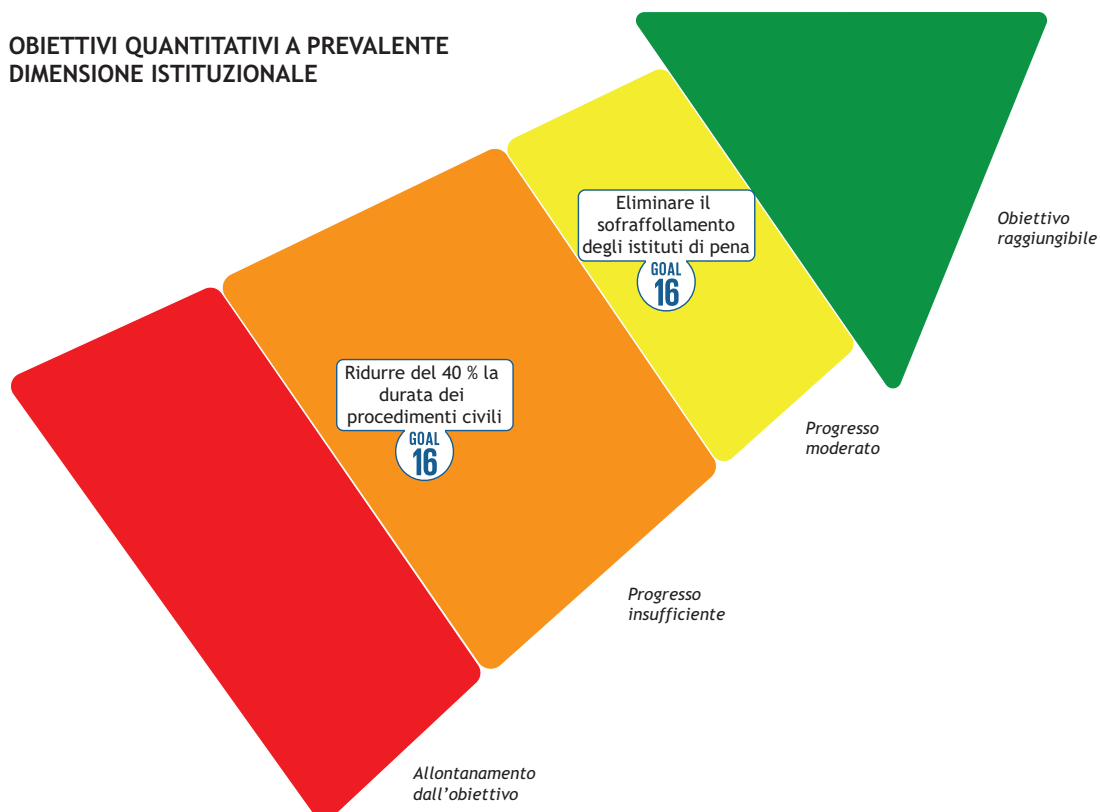 OBIETTIVI QUANTITATIVI A PREVALENTE
DIMENSIONE ISTITUZIONALE
Eliminare il
sofraffollamento
degli istituti di pena
GOAL
16
Obiettivo
raggiungibile
Ridurre del 40 % la
durata dei
procedimenti civili
GOAL
16
Progresso
moderato
Progresso
insufficiente
Allontanamento
dall'obiettivo